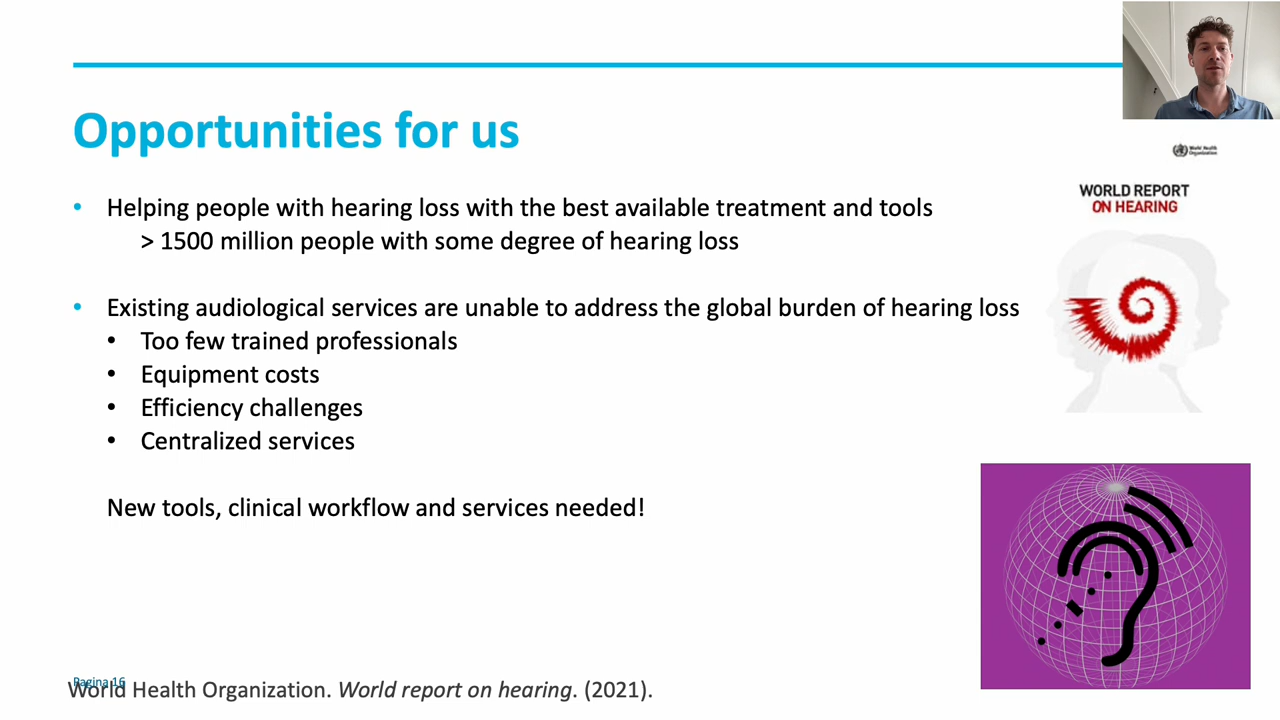 Opportunities for us
World Health
Organization
WORLD REPORT
ON HEARING
• Helping people with hearing loss with the best available treatment and tools
> 1500 million people with some degree of hearing loss
• Existing audiological services are unable to address the global burden of hearing loss
• Too few trained professionals
• Equipment costs
• Efficiency challenges
• Centralized services
New tools, clinical workflow and services needed!
Pagina 16
World Health Organization. World report on hearing. (2021).